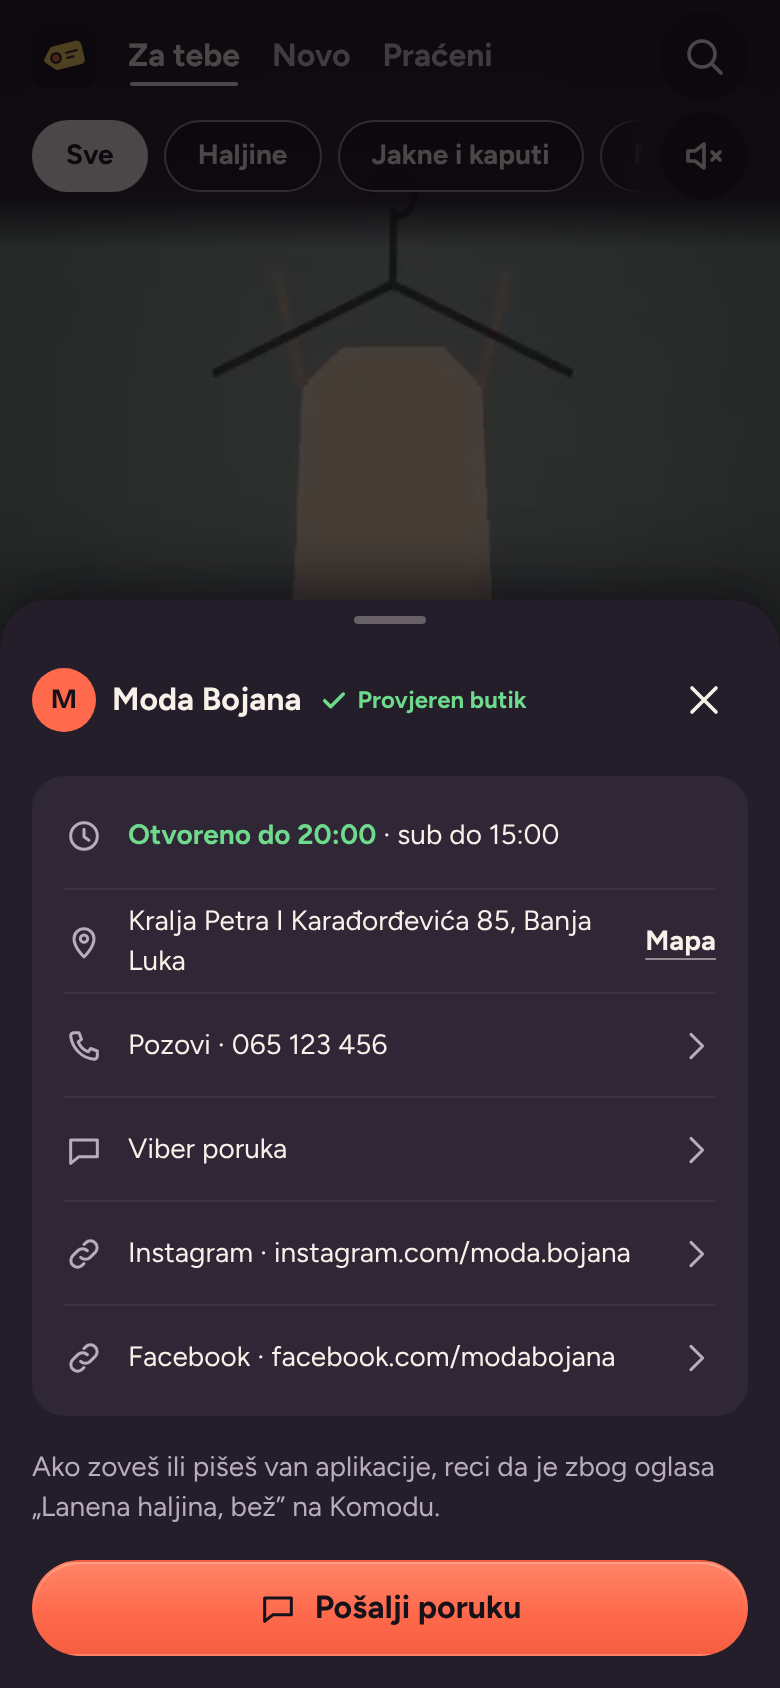 Za tebe Novo Praćeni
Sve Haljine Jakne i kaputi
M Moda Bojana Provjeren butik
Otvoreno do 20:00 · sub do 15:00
Kralja Petra I Karađorđevića 85, Banja
Luka
Mapa
Pozovi · 065 123 456
Viber poruka
Instagram · instagram.com/moda.bojana
Facebook · facebook.com/modabojana
Ako zoveš ili pišeš van aplikacije, reci da je zbog oglasa
„Lanena haljina, bež” na Komodu.
Pošalji poruku